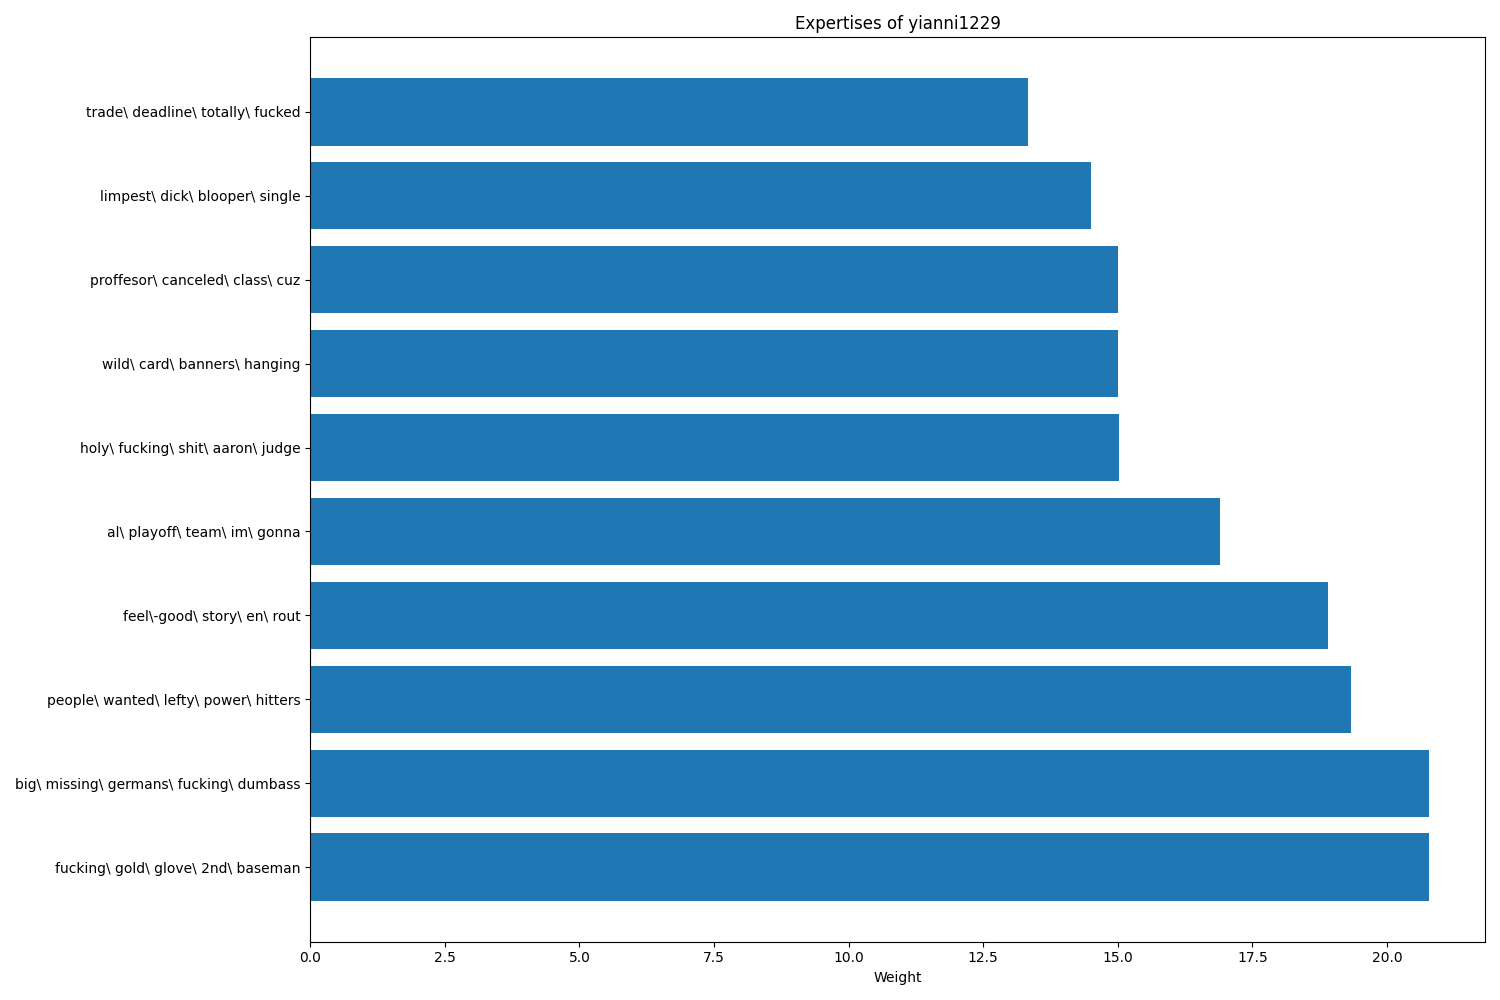 Expertises of yianni1229
trade\ deadline\ totally\ fucked
limpest\ dick\ blooper\ single
proffesor\ canceled\ class\ cuz
wild\ card\ banners\ hanging
holy\ fucking\ shit\ aaron\ judge
al\ playoff\ team\ im\ gonna
feel\-good\ story\ en\ rout
people\ wanted\ lefty\ power\ hitters
big\ missing\ germans\ fucking\ dumbass
fucking\ gold\ glove\ 2nd\ baseman
0.0 2.5 5.0 7.5 10.0 12.5 15.0 17.5 20.0
Weight